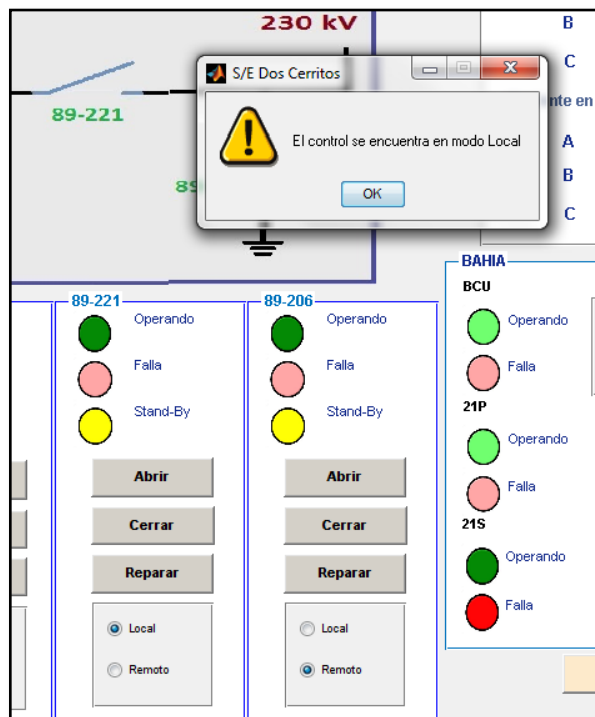 230 kV
B
S/E Dos Cerritos
C
89-221
nte en
El control se encuentra en modo Local
A
B
OK
C
BAHIA
BCU
Operando
Falla
21P
Operando
Falla
21S
Operando
Falla
89-221
Operando
Falla
Stand-By
Abrir
Cerrar
Reparar
Local
Remoto
89-206
Operando
Falla
Stand-By
Abrir
Cerrar
Reparar
Local
Remoto